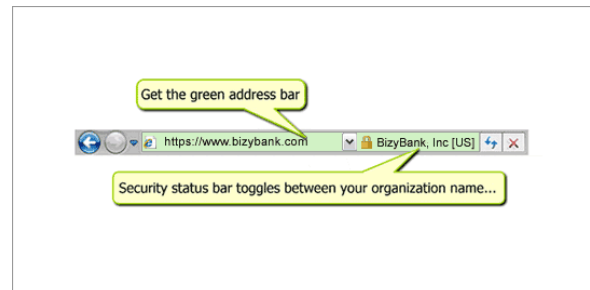 Get the green address bar
https://www.bizybank.com BizyBank, Inc [US]
Security status bar toggles between your organization name...